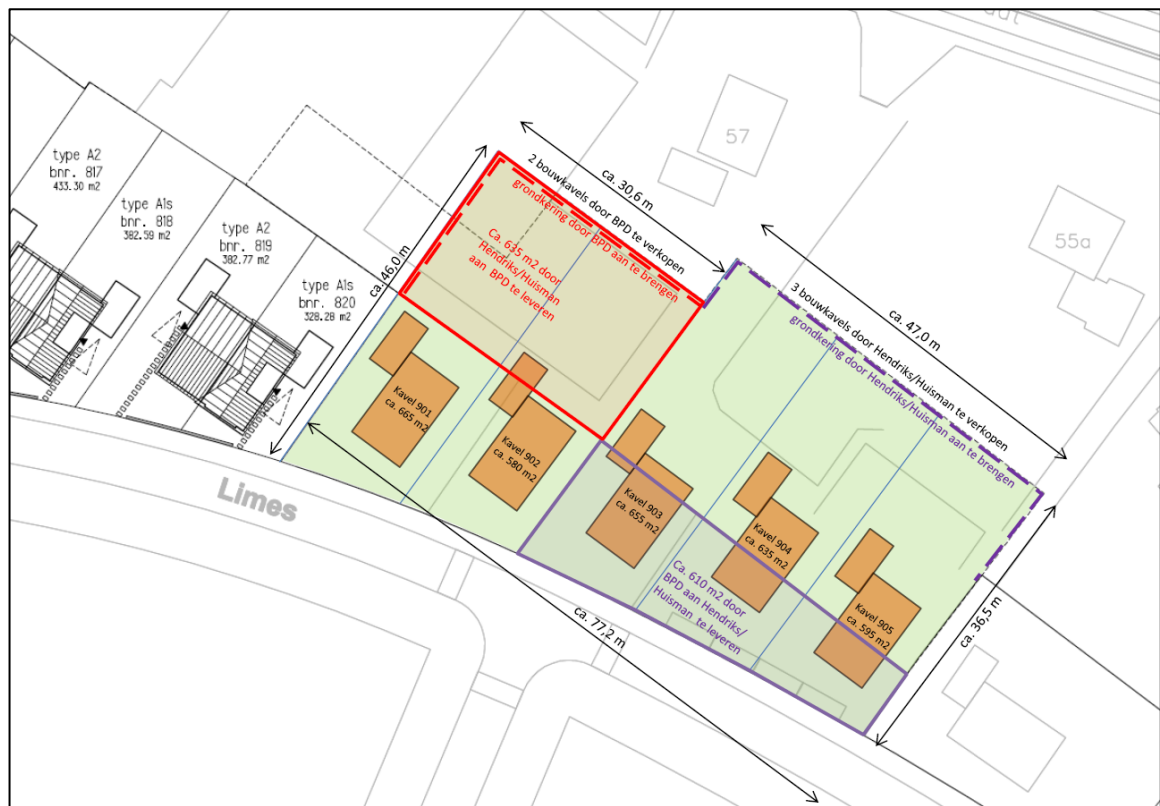 type A2
bnr. 817
433.30 m2
type A1s
bnr. 818
382.59 m2
type A2
bnr. 819
382.77 m2
type A1s
bnr. 820
328.28 m2
57
55a
ca. 30,6 m
2 bouwkavels door BPD te verkopen
grondkering door BPD aan te brengen
Ca. 635 m2 door
Hendriks/Huisman
aan BPD te leveren
ca. 46,0 m
ca. 47,0 m
3 bouwkavels door Hendriks/Huisman te verkopen
grondkering door Hendriks/Huisman aan te brengen
Kavel 901
ca. 665 m2
Kavel 902
ca. 580 m2
Kavel 903
ca. 655 m2
Kavel 904
ca. 635 m2
Kavel 905
ca. 595 m2
Ca. 610 m2 door
BPD aan Hendriks/
Huisman te leveren
ca. 36,5 m
ca. 77,2 m
Limes